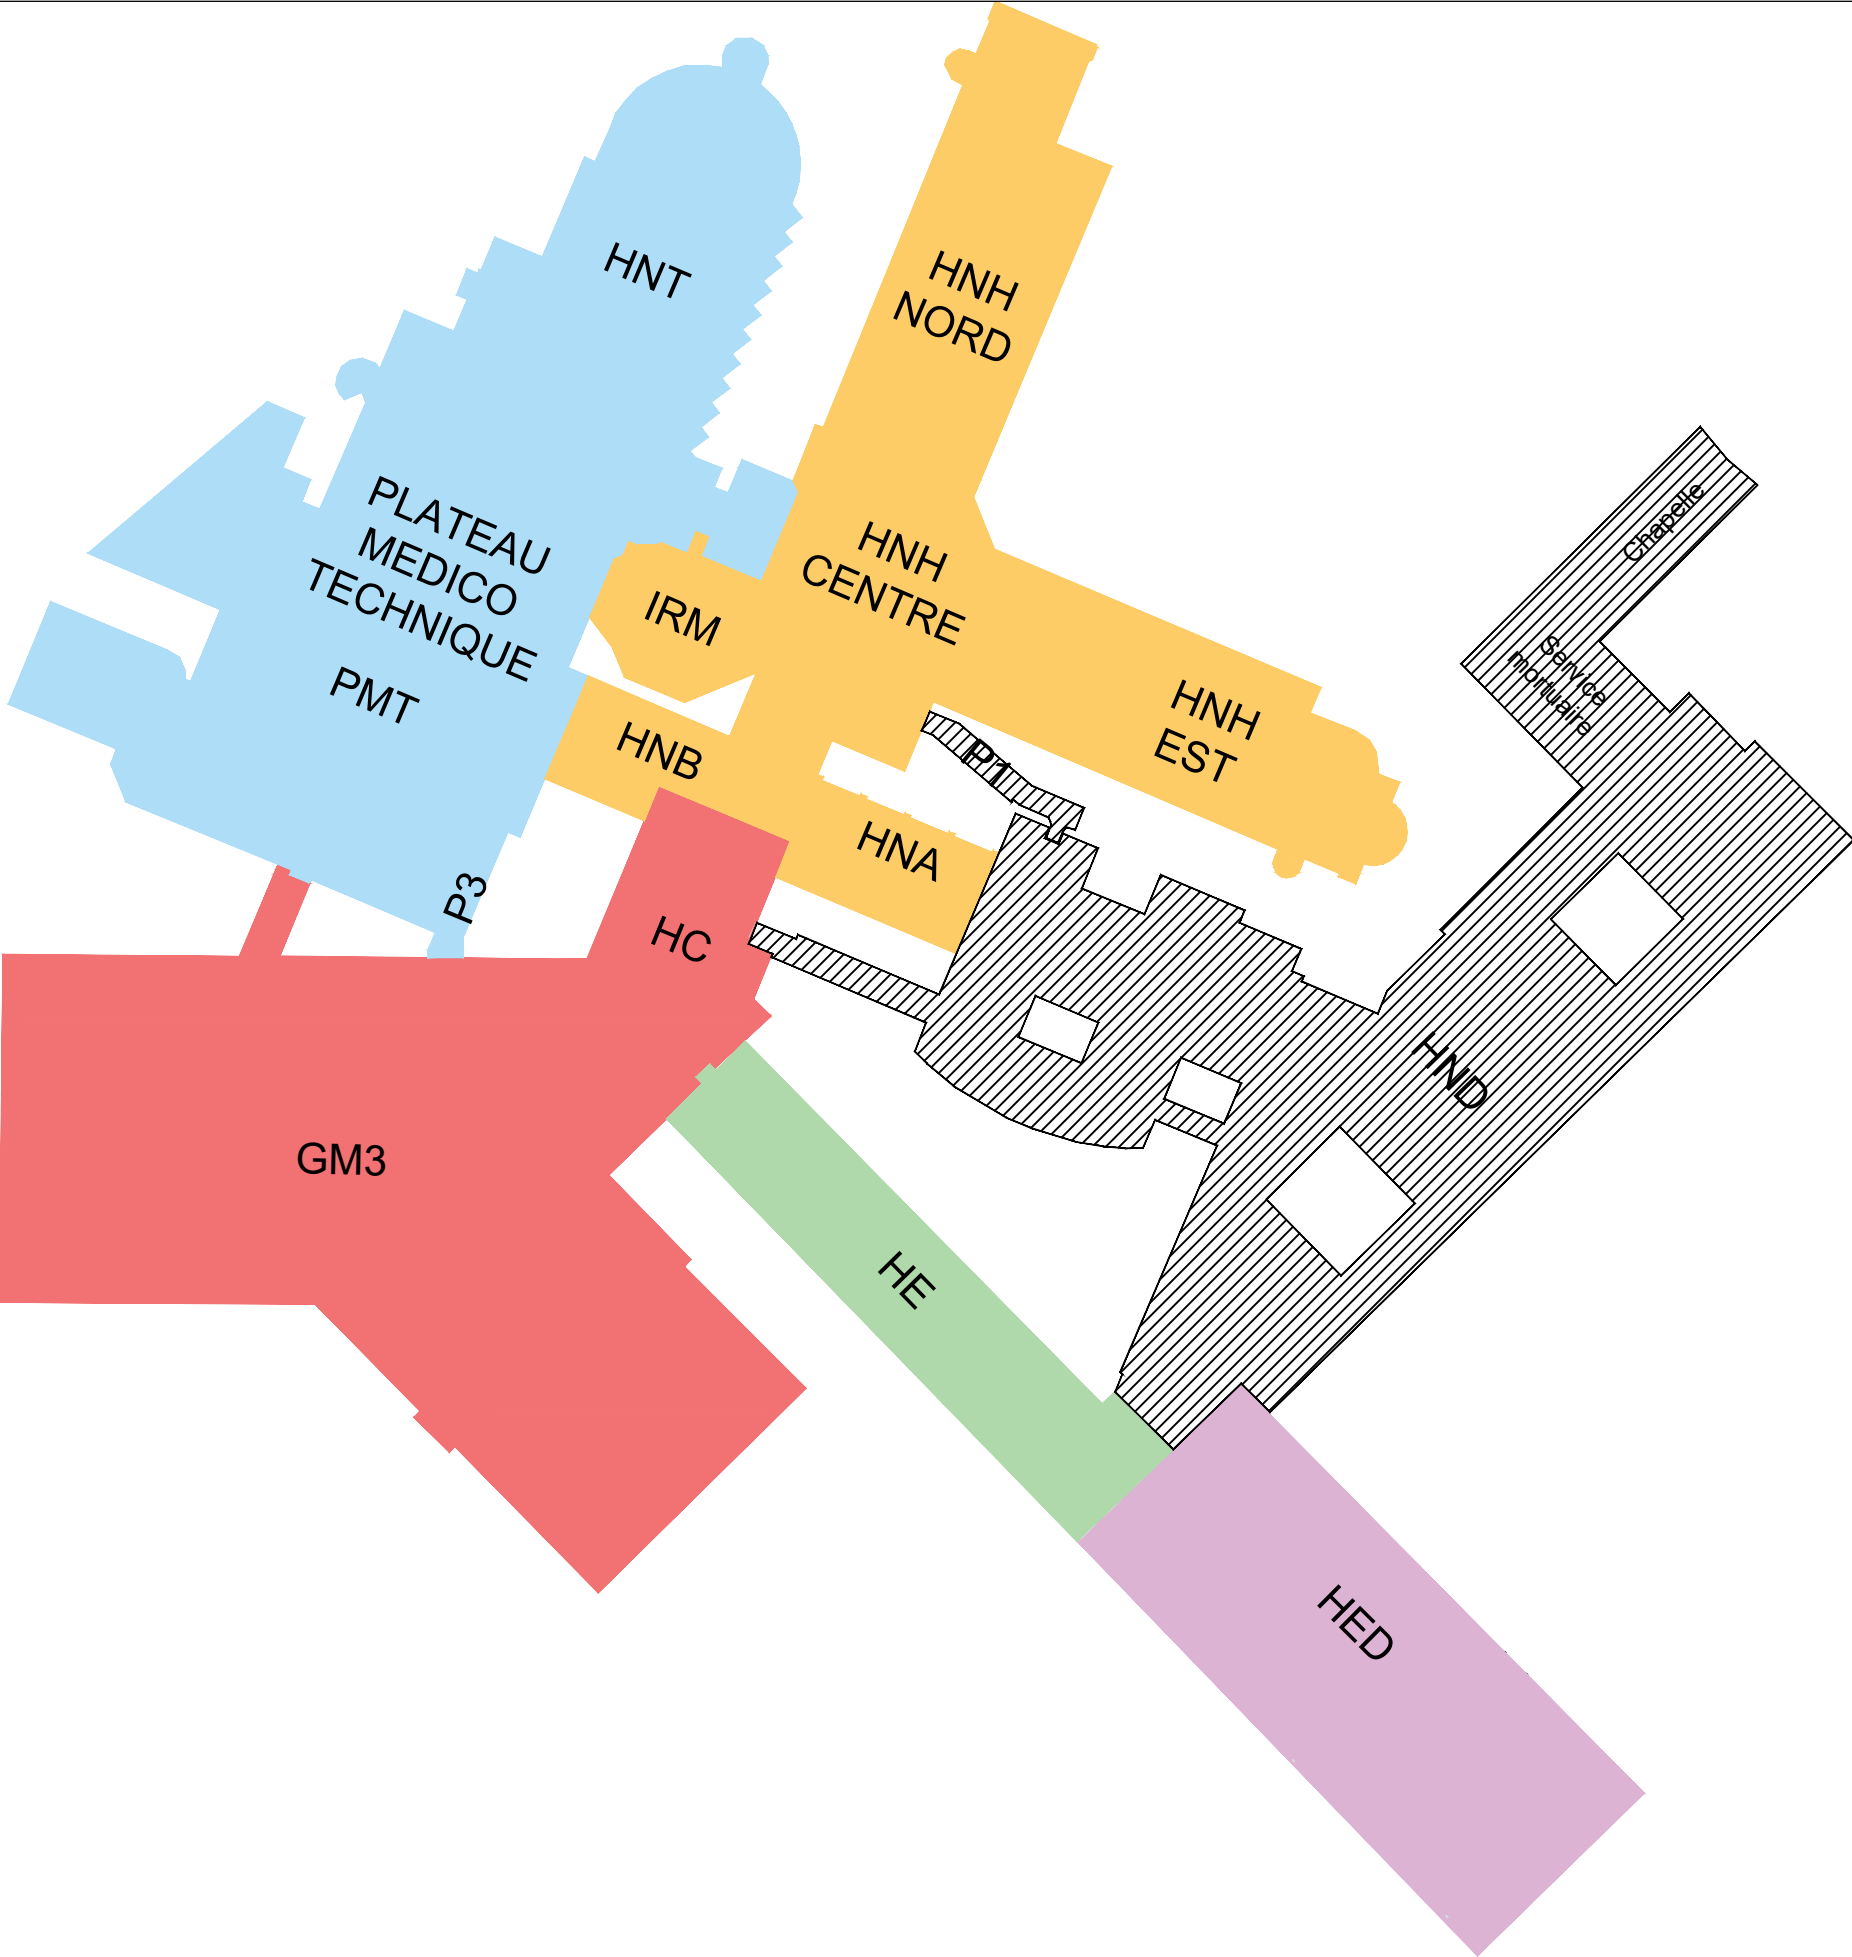 HNT
HNH
NORD
PLATEAU
MEDICO
TECHNIQUE
PMT
IRM
HNH
CENTRE
HNB
HNH
EST
P1
HNA
P3
HC
Chapelle
Service
mortuaire
HND
GM3
HE
HED